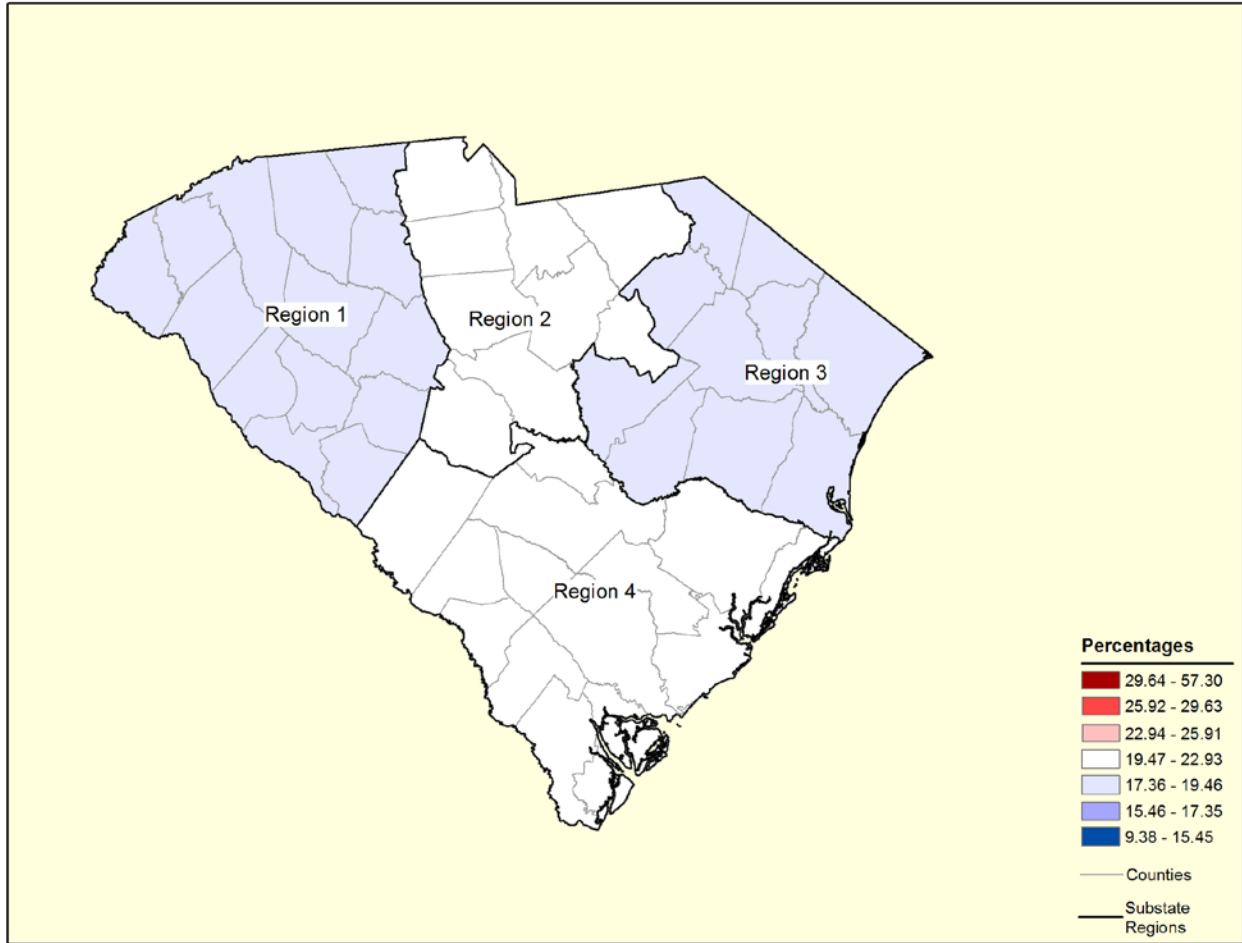 Region 1
Region 2
Region 3
Region 4
Percentages
29.64 - 57.30
25.92 - 29.63
22.94 - 25.91
19.47 - 22.93
17.36 - 19.46
15.46 - 17.35
9.38 - 15.45
Counties
Substate
Regions